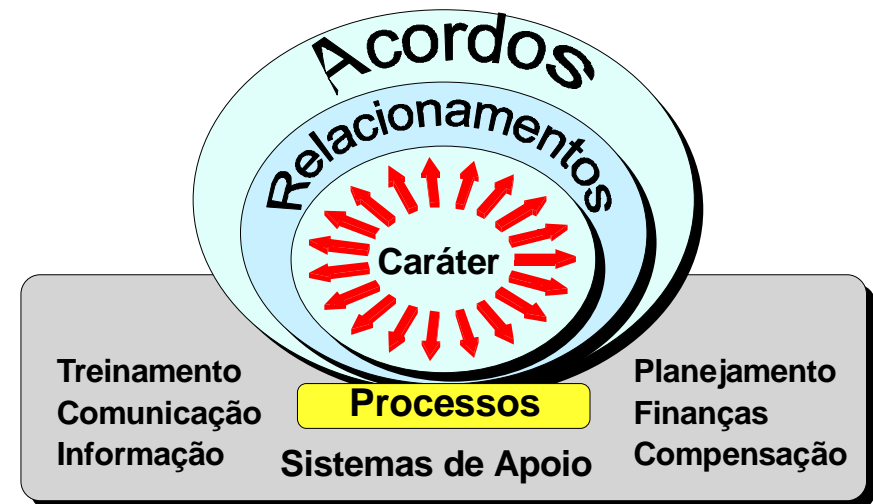 Acordos
Relacionamentos
Caráter
Treinamento
Comunicação
Informação
Processos
Sistemas de Apoio
Planejamento
Finanças
Compensação